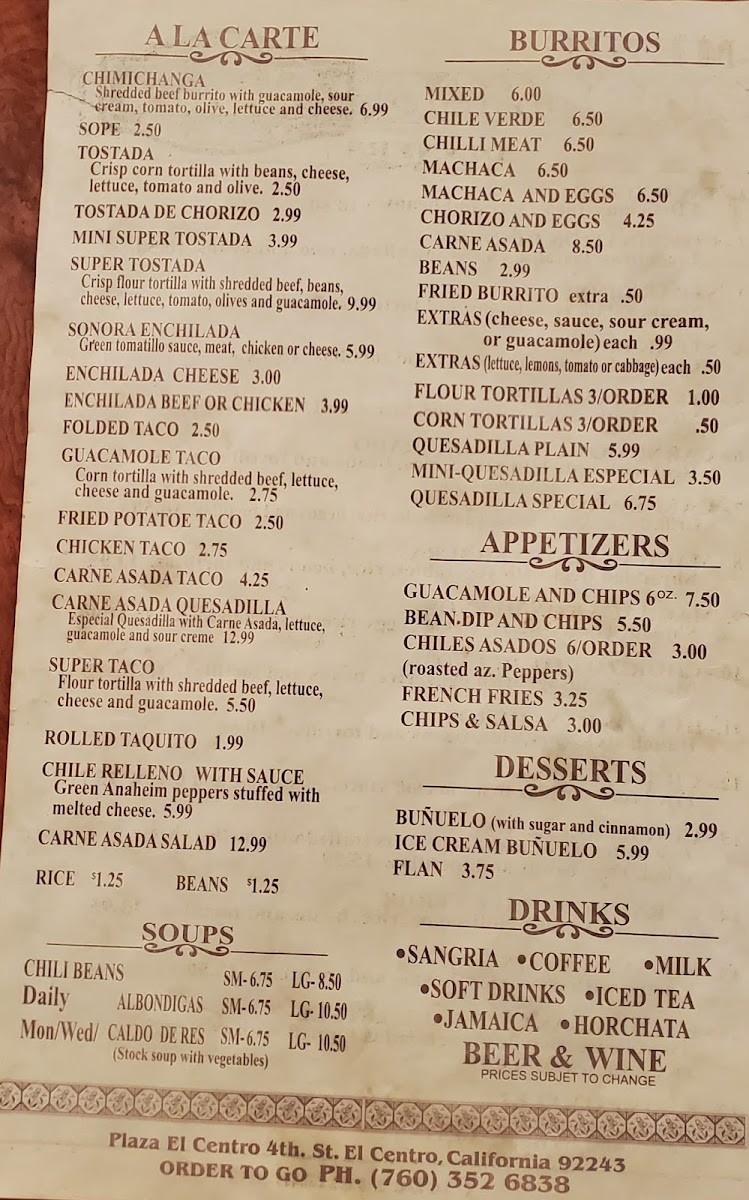 A LA CARTE
CHIMICHANGA
Shredded beef burrito with guacamole, sour
cream, tomato, olive, lettuce and cheese. 6.99
SOPE 2.50
TOSTADA
Crisp corn tortilla with beans, cheese,
lettuce, tomato and olive. 2.50
TOSTADA DE CHORIZO 2.99
MINI SUPER TOSTADA 3.99
SUPER TOSTADA
Crisp flour tortilla with shredded beef, beans,
cheese, lettuce, tomato, olives and guacamole. 9.99
SONORA ENCHILADA
Green tomatillo sauce, meat, chicken or cheese. 5.99
ENCHILADA CHEESE 3.00
ENCHILADA BEEF OR CHICKEN 3.99
FOLDED TACO 2.50
GUACAMOLE TACO
Corn tortilla with shredded beef, lettuce,
cheese and guacamole. 2.75
FRIED POTATOE TACO 2.50
CHICKEN TACO 2.75
CARNE ASADA TACO 4.25
CARNE ASADA QUESADILLA
Especial Quesadilla with Carne Asada, lettuce,
guacamole and sour creme 12.99
SUPER TACO
Flour tortilla with shredded beef, lettuce,
cheese and guacamole. 5.50
ROLLED TAQUITO 1.99
CHILE RELLENO WITH SAUCE
Green Anaheim peppers stuffed with
melted cheese. 5.99
CARNE ASADA SALAD 12.99
RICE $1.25 BEANS $1.25
SOUPS
CHILI BEANS SM- 6.75 LG- 8.50
Daily ALBONDIGAS SM- 6.75 LG- 10.50
Mon/Wed/ CALDO DE RES SM- 6.75 LG- 10.50
(Stock soup with vegetables)
BURRITOS
MIXED 6.00
CHILE VERDE 6.50
CHILLI MEAT 6.50
MACHACA 6.50
MACHACA AND EGGS 6.50
CHORIZO AND EGGS 4.25
CARNE ASADA 8.50
BEANS 2.99
FRIED BURRITO extra .50
EXTRAS (cheese, sauce, sour cream,
or guacamole) each .99
EXTRAS (lettuce, lemons, tomato or cabbage) each .50
FLOUR TORTILLAS 3/ORDER 1.00
CORN TORTILLAS 3/ORDER .50
QUESADILLA PLAIN 5.99
MINI-QUESADILLA ESPECIAL 3.50
QUESADILLA SPECIAL 6.75
APPETIZERS
GUACAMOLE AND CHIPS 6oz. 7.50
BEAN DIP AND CHIPS 5.50
CHILES ASADOS 6/ORDER 3.00
(roasted az. Peppers)
FRENCH FRIES 3.25
CHIPS & SALSA 3.00
DESSERTS
BUÑUELO (with sugar and cinnamon) 2.99
ICE CREAM BUÑUELO 5.99
FLAN 3.75
DRINKS
•SANGRIA •COFFEE •MILK
•SOFT DRINKS •ICED TEA
•JAMAICA •HORCHATA
BEER & WINE
PRICES SUBJET TO CHANGE
Plaza El Centro 4th. St. El Centro, California 92243
ORDER TO GO PH. (760) 352 6838